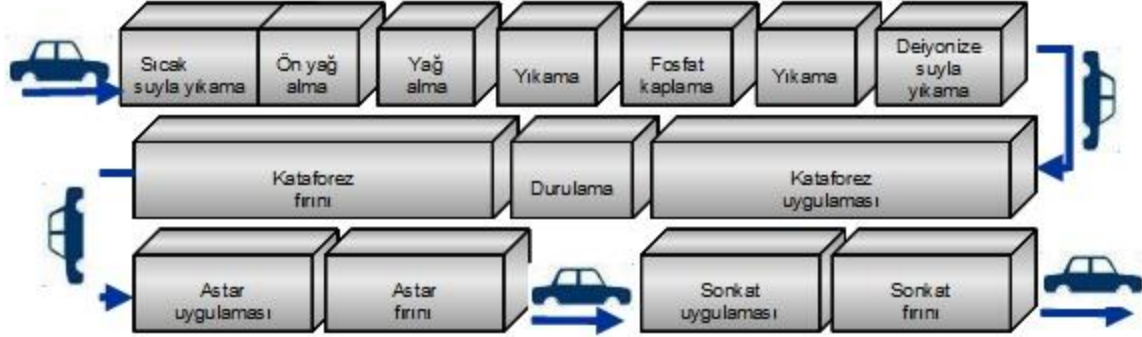 Sıcak
suyla yıkama
Ön yağ
alma
Yağ
alma
Yıkama
Fosfat
kaplama
Yıkama
Deiyonize
suyla
yıkama
Kataforez
fırını
Durulama
Kataforez
uygulaması
Astar
uygulaması
Astar
fırını
Sonkat
uygulaması
Sonkat
fırını